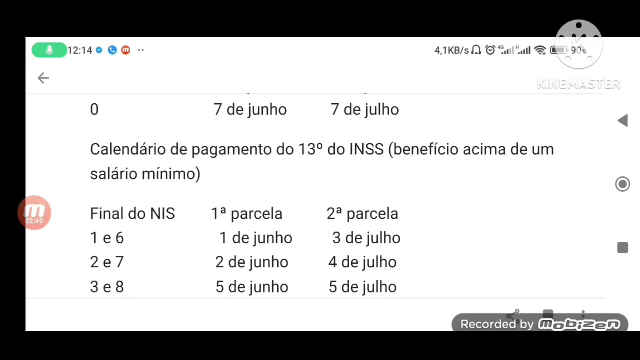 12:14
4,1KB/s
90%
KINEMASTER
0 7 de junho 7 de julho
Calendário de pagamento do 13º do INSS (benefício acima de um
salário mínimo)
02:49
Final do NIS 1ª parcela 2ª parcela
1 e 6 1 de junho 3 de julho
2 e 7 2 de junho 4 de julho
3 e 8 5 de junho 5 de julho
Recorded by Mobizen